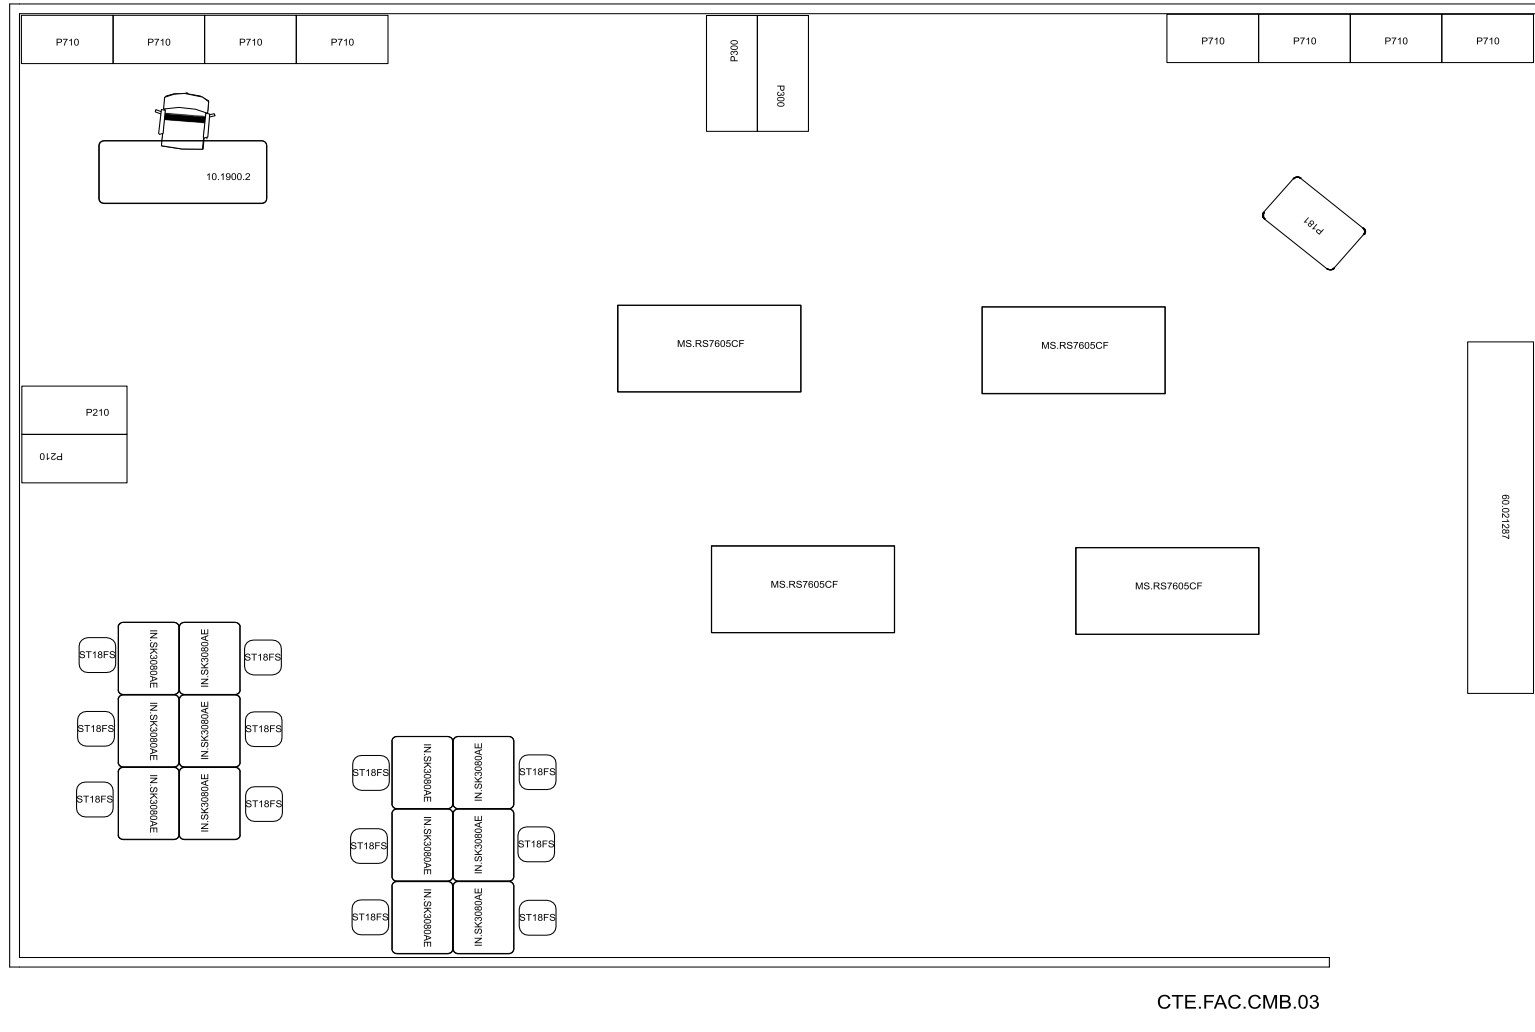 P710
P710
P710
P710
P300
P300
P710
P710
P710
P710
10.1900.2
P181
MS.RS7605CF
MS.RS7605CF
P210
P210
60.021287
MS.RS7605CF
MS.RS7605CF
ST18FS
IN.SK3080AE
IN.SK3080AE
ST18FS
ST18FS
IN.SK3080AE
IN.SK3080AE
ST18FS
ST18FS
IN.SK3080AE
IN.SK3080AE
ST18FS
ST18FS
IN.SK3080AE
IN.SK3080AE
ST18FS
ST18FS
IN.SK3080AE
IN.SK3080AE
ST18FS
ST18FS
IN.SK3080AE
IN.SK3080AE
ST18FS
CTE.FAC.CMB.03